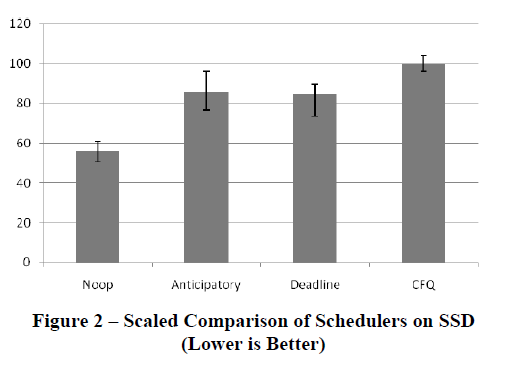 120
100
80
60
40
20
0
Noop Anticipatory Deadline CFQ
Figure 2 – Scaled Comparison of Schedulers on SSD
(Lower is Better)